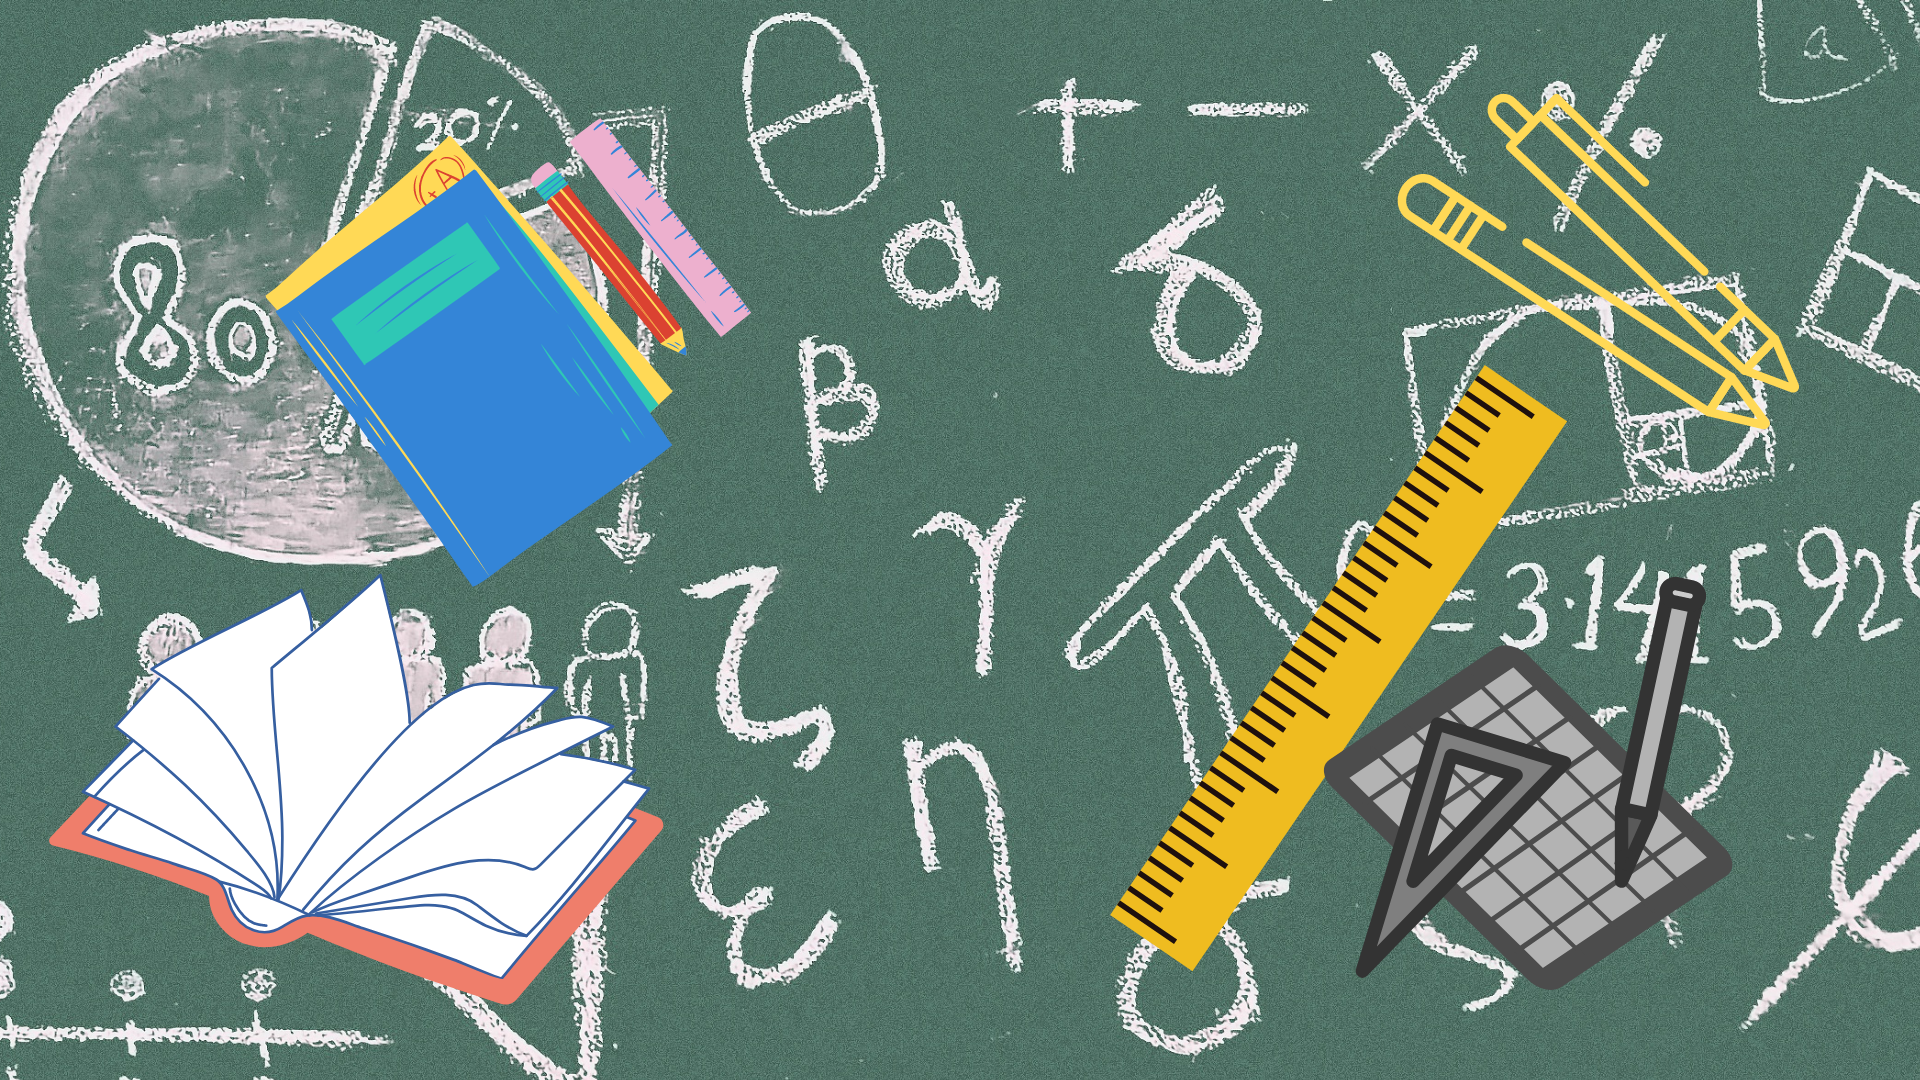 20%
θ + − × ÷
a
A+
80
α
δ
β
γ
π
= 3.1415926
ζ
ε
η
δ
ψ